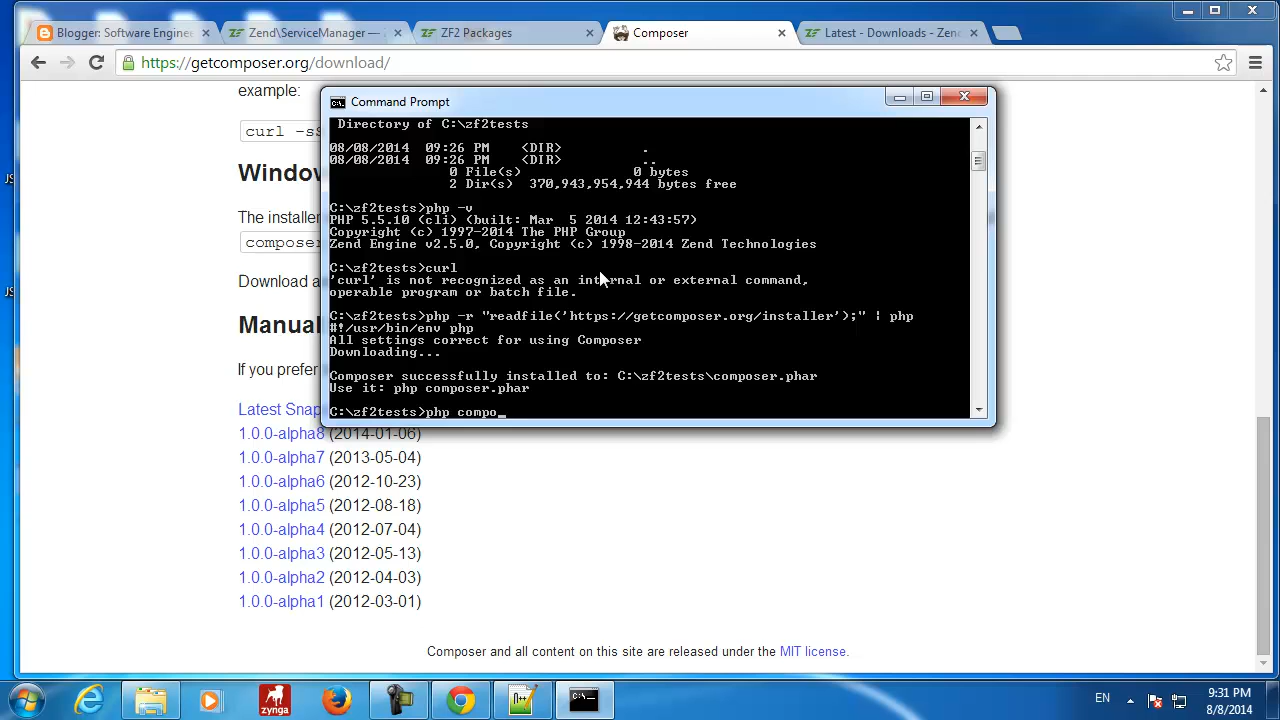 Blogger: Software Enginee
Zend\ServiceManager —
ZF2 Packages
Composer
Latest - Downloads - Zend
https://getcomposer.org/download/
example:
curl -sS
Window
The installer
composer
Download a
Manual
If you prefer
Latest Snap
1.0.0-alpha8 (2014-01-06)
1.0.0-alpha7 (2013-05-04)
1.0.0-alpha6 (2012-10-23)
1.0.0-alpha5 (2012-08-18)
1.0.0-alpha4 (2012-07-04)
1.0.0-alpha3 (2012-05-13)
1.0.0-alpha2 (2012-04-03)
1.0.0-alpha1 (2012-03-01)
Composer and all content on this site are released under the MIT license.
Command Prompt
Directory of C:\zf2tests
08/08/2014 09:26 PM <DIR> .
08/08/2014 09:26 PM <DIR> ..
0 File(s) 0 bytes
2 Dir(s) 370,943,954,944 bytes free
C:\zf2tests>php -v
PHP 5.5.10 (cli) (built: Mar 5 2014 12:43:57)
Copyright (c) 1997-2014 The PHP Group
Zend Engine v2.5.0, Copyright (c) 1998-2014 Zend Technologies
C:\zf2tests>curl
'curl' is not recognized as an internal or external command,
operable program or batch file.
C:\zf2tests>php -r "readfile('https://getcomposer.org/installer');" | php
#!/usr/bin/env php
All settings correct for using Composer
Downloading...
Composer successfully installed to: C:\zf2tests\composer.phar
Use it: php composer.phar
C:\zf2tests>php compo_
JS
JS
zynga
EN
9:31 PM
8/8/2014